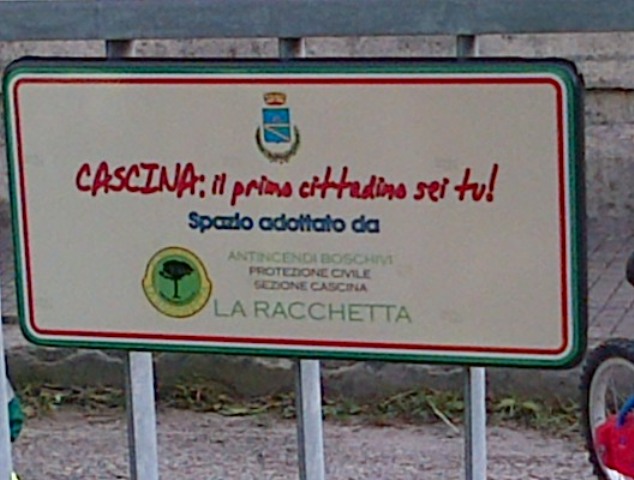 CASCINA: il primo cittadino sei tu!
Spazio adottato da
ANTINCENDI BOSCHIVI
PROTEZIONE CIVILE
SEZIONE CASCINA
LA RACCHETTA